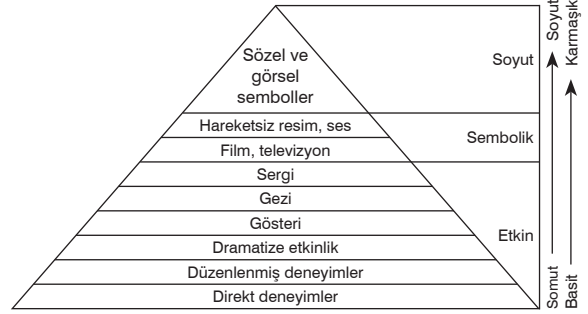 Sözel ve
görsel
semboller
Hareketsiz resim, ses
Film, televizyon
Sergi
Gezi
Gösteri
Dramatize etkinlik
Düzenlenmiş deneyimler
Direkt deneyimler
Soyut
Sembolik
Etkin
Somut
Soyut
Basit
Karmaşık